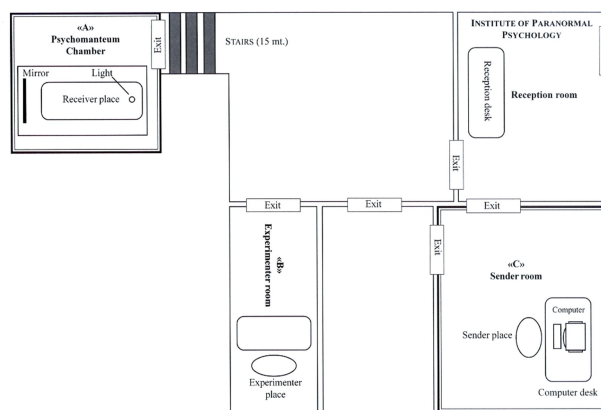 «A»
Psychomanteum
Chamber
Exit
Mirror
Light
Receiver place
STAIRS (15 mt.)
INSTITUTE OF PARANORMAL
PSYCHOLOGY
Reception desk
Reception room
Exit
Exit
Exit
Exit
Exit
«B»
Experimenter room
Experimenter
place
«C»
Sender room
Computer
Sender place
Computer desk